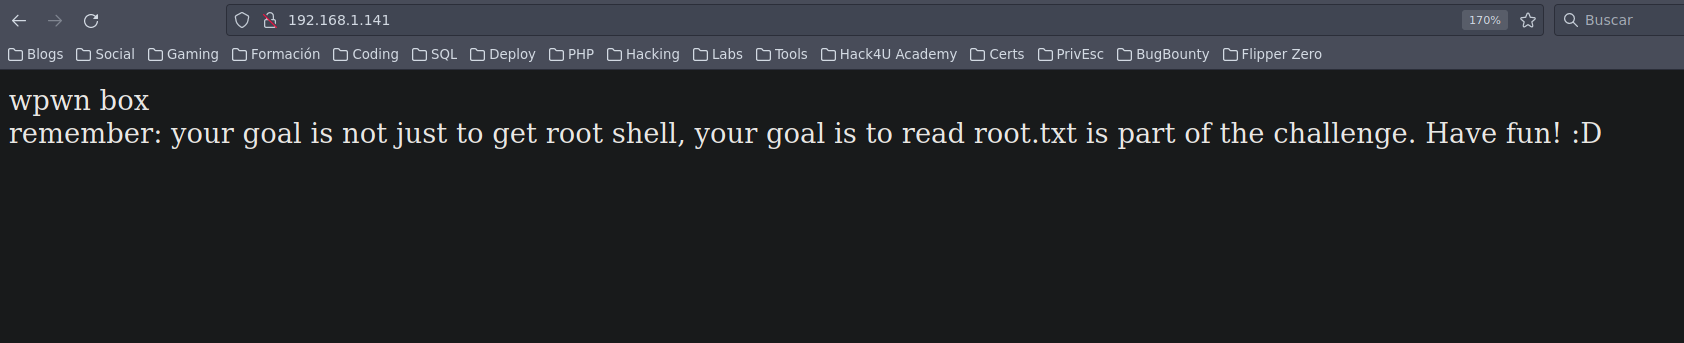 192.168.1.141 170% Buscar
Blogs Social Gaming Formación Coding SQL Deploy PHP Hacking Labs Tools Hack4U Academy Certs PrivEsc BugBounty Flipper Zero
wpwn box
remember: your goal is not just to get root shell, your goal is to read root.txt is part of the challenge. Have fun! :D